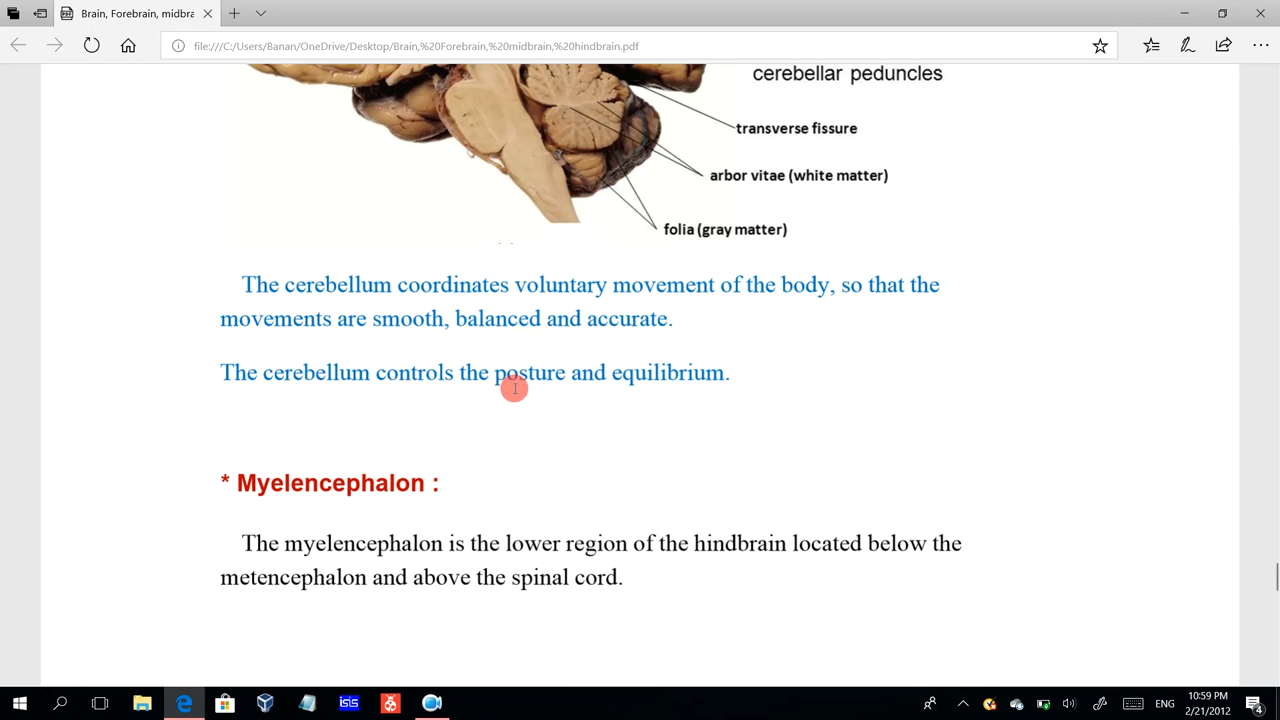 Brain, Forebrain, midbra
file:///C:/Users/Banan/OneDrive/Desktop/Brain,%20Forebrain,%20midbrain,%20hindbrain.pdf
cerebellar peduncles
transverse fissure
arbor vitae (white matter)
folia (gray matter)
The cerebellum coordinates voluntary movement of the body, so that the
movements are smooth, balanced and accurate.
The cerebellum controls the posture and equilibrium.
* Myelencephalon :
The myelencephalon is the lower region of the hindbrain located below the
metencephalon and above the spinal cord.
isis
ENG
10:59 PM
2/21/2012
4